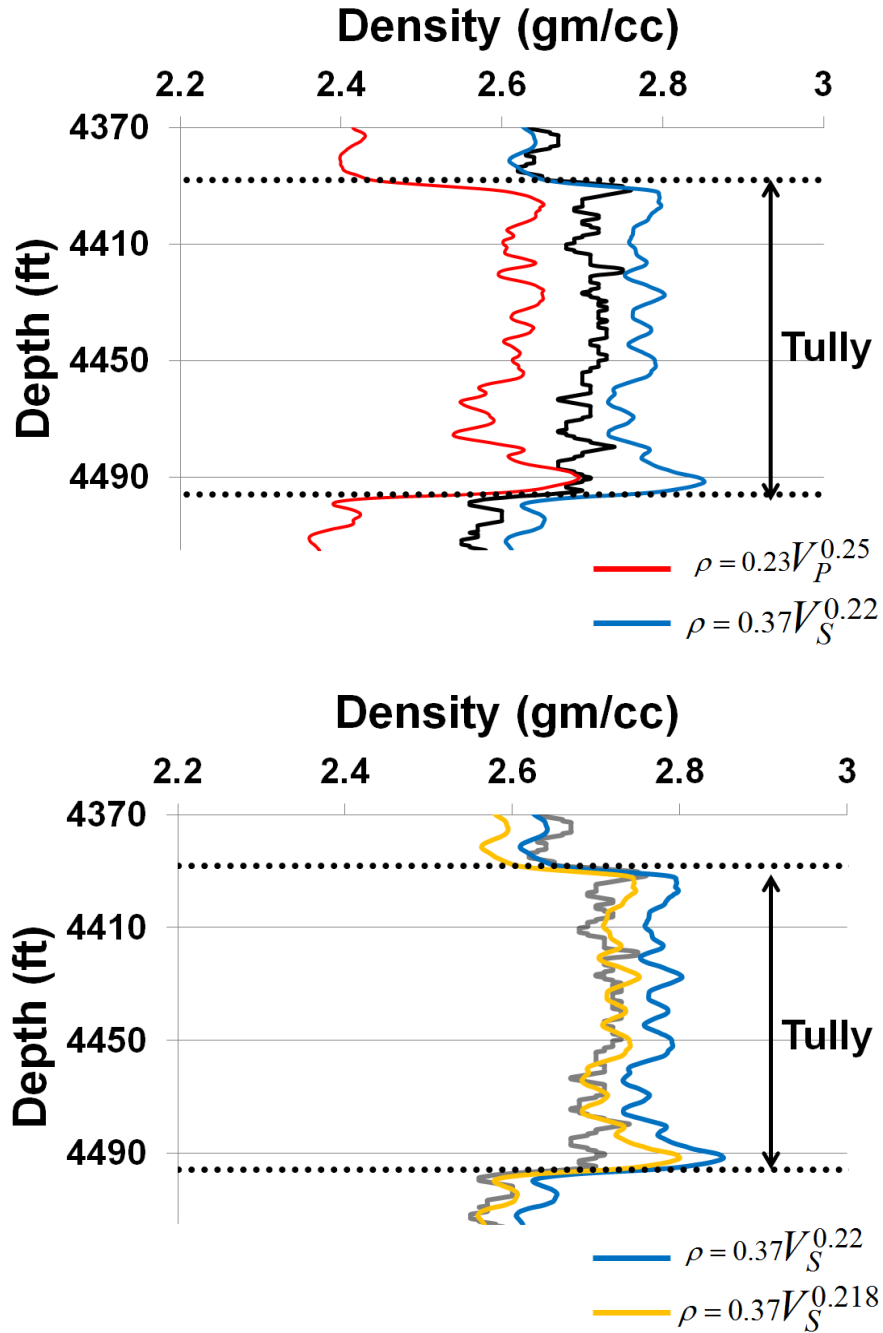 Density (gm/cc)
2.2 2.4 2.6 2.8 3
4370
4410
4450
4490
Depth (ft)
Tully
ρ = 0.23V_P^0.25
ρ = 0.37V_S^0.22
Density (gm/cc)
2.2 2.4 2.6 2.8 3
4370
4410
4450
4490
Depth (ft)
Tully
ρ = 0.37V_S^0.22
ρ = 0.37V_S^0.218